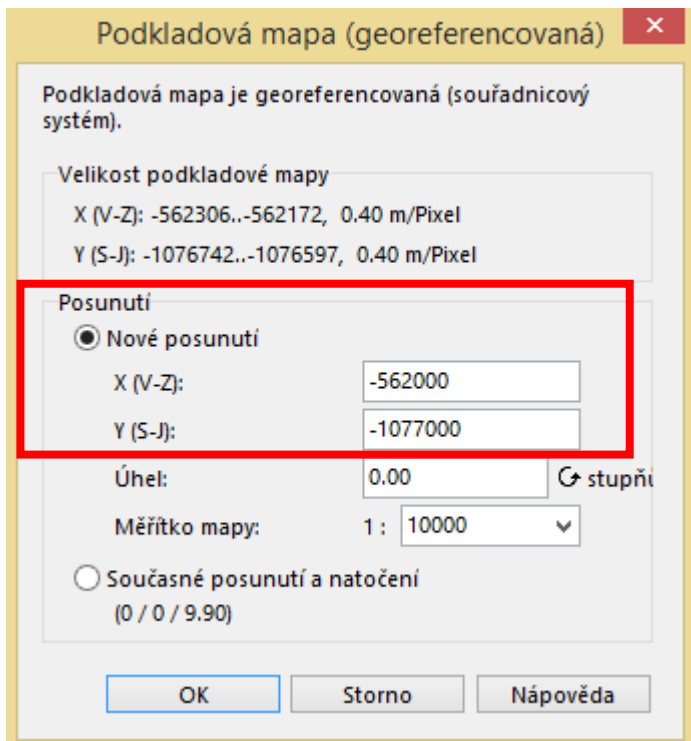 Podkladová mapa (georeferencovaná)
Podkladová mapa je georeferencovaná (souřadnicový
systém).
Velikost podkladové mapy
X (V-Z): -562306..-562172, 0.40 m/Pixel
Y (S-J): -1076742..-1076597, 0.40 m/Pixel
Posunutí
Nové posunutí
X (V-Z): -562000
Y (S-J): -1077000
Úhel: 0.00 stupňů
Měřítko mapy: 1 : 10000
Současné posunutí a natočení
(0 / 0 / 9.90)
OK Storno Nápověda